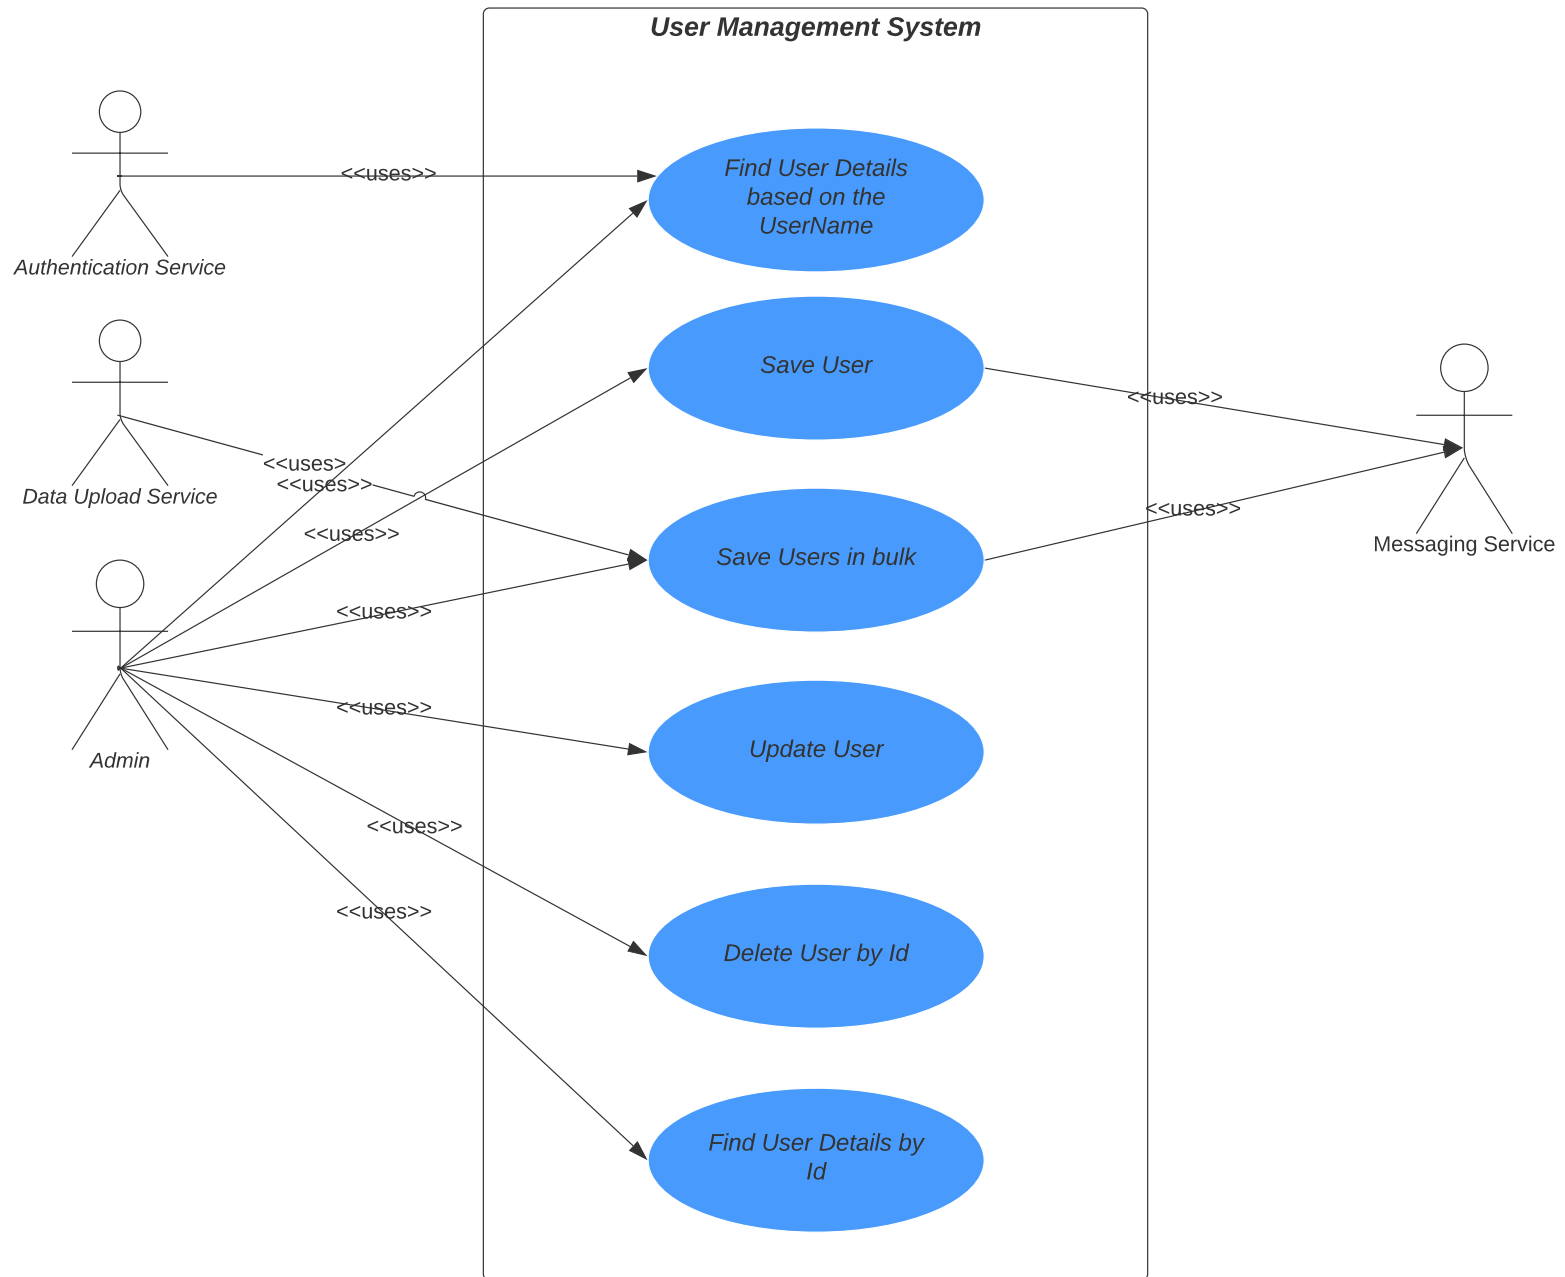 User Management System
Find User Details
based on the
UserName
<<uses>>
Authentication Service
Save User
<<uses>>
Data Upload Service
<<uses>
<<uses>>
<<uses>>
<<uses>>
Messaging Service
Save Users in bulk
<<uses>>
<<uses>>
Update User
Admin
<<uses>>
<<uses>>
Delete User by Id
Find User Details by
Id